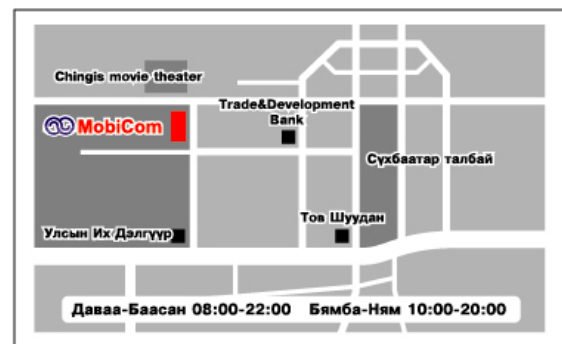 Chingis movie theater
Trade&Development
Bank
MobiCom
Сүхбаатар талбай
Улсын Их Дэлгүүр
Төв Шуудан
Даваа-Баасан 08:00-22:00 Бямба-Ням 10:00-20:00